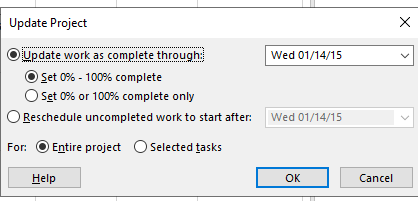 Update Project
Update work as complete through: Wed 01/14/15
Set 0% - 100% complete
Set 0% or 100% complete only
Reschedule uncompleted work to start after: Wed 01/14/15
For: Entire project Selected tasks
Help OK Cancel